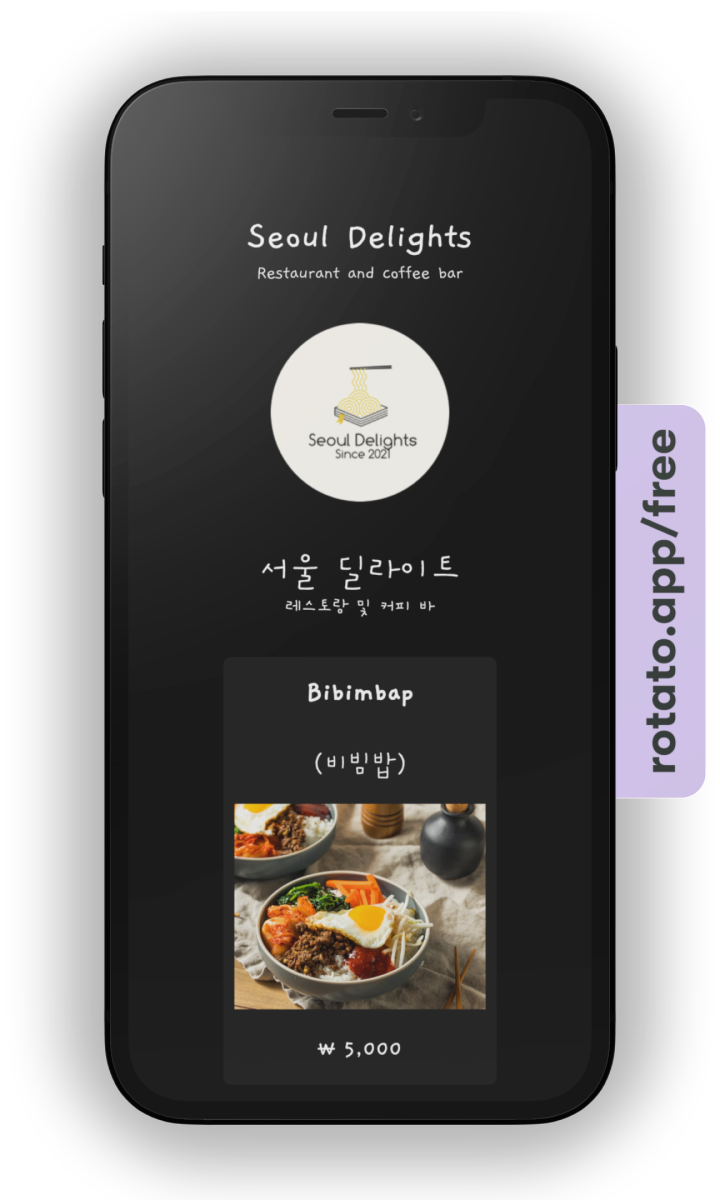 Seoul Delights
Restaurant and coffee bar
Seoul Delights
Since 2021
서울 딜라이트
레스토랑 및 커피 바
Bibimbap
(비빔밥)
₩ 5,000
rotato.app/free